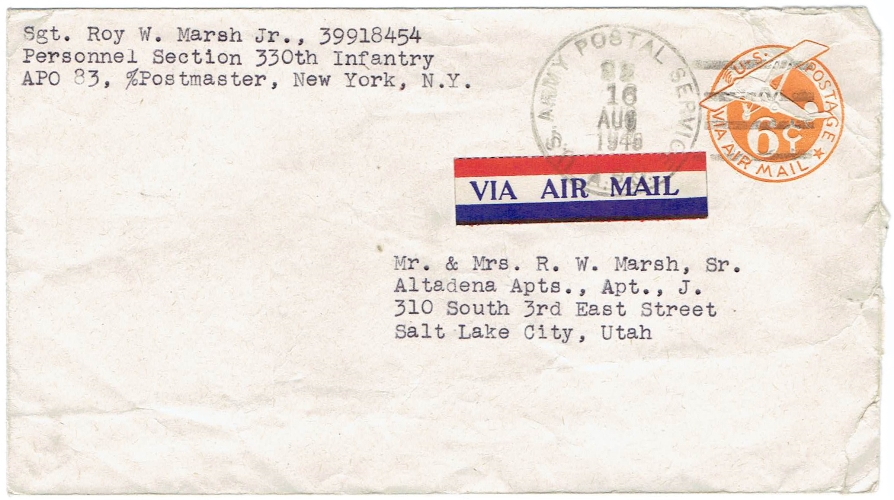 Sgt. Roy W. Marsh Jr., 39918454
Personnel Section 330th Infantry
APO 83, %Postmaster, New York, N.Y.
U.S. ARMY POSTAL SERVICE
16
AUG
U.S. POSTAGE
6¢
VIA AIR MAIL
VIA AIR MAIL
Mr. & Mrs. R. W. Marsh, Sr.
Altadena Apts., Apt., J.
310 South 3rd East Street
Salt Lake City, Utah